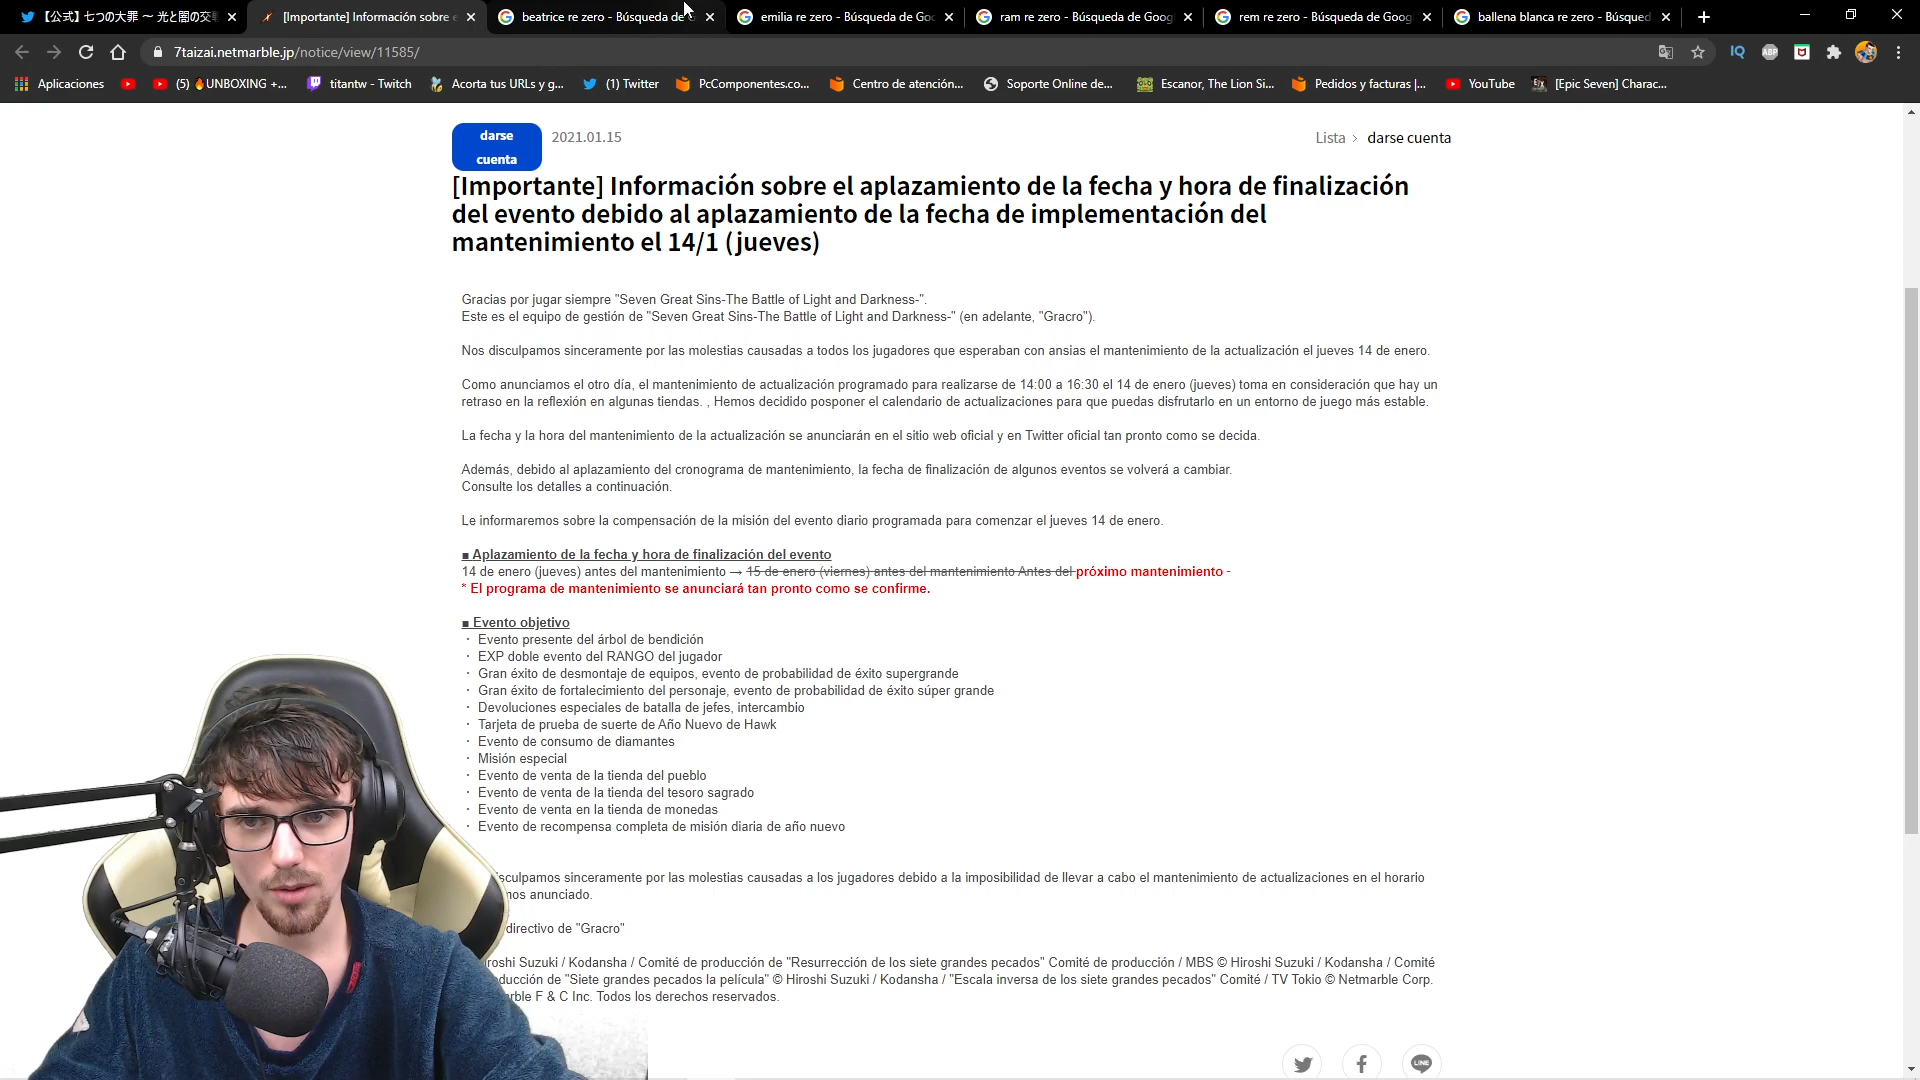 【公式】七つの大罪 ～ 光と闇の交戦
[Importante] Información sobre e
beatrice re zero - Búsqueda de G
emilia re zero - Búsqueda de Goo
ram re zero - Búsqueda de Goog
rem re zero - Búsqueda de Goog
ballena blanca re zero - Búsqued
7taizai.netmarble.jp/notice/view/11585/
Aplicaciones
(5) 🔥UNBOXING +...
titantw - Twitch
Acorta tus URLs y g...
(1) Twitter
PcComponentes.co...
Centro de atención...
Soporte Online de...
Escanor, The Lion Si...
Pedidos y facturas |...
YouTube
[Epic Seven] Charac...
darse
cuenta
2021.01.15
Lista > darse cuenta
[Importante] Información sobre el aplazamiento de la fecha y hora de finalización
del evento debido al aplazamiento de la fecha de implementación del
mantenimiento el 14/1 (jueves)
Gracias por jugar siempre "Seven Great Sins-The Battle of Light and Darkness-".
Este es el equipo de gestión de "Seven Great Sins-The Battle of Light and Darkness-" (en adelante, "Gracro").
Nos disculpamos sinceramente por las molestias causadas a todos los jugadores que esperaban con ansias el mantenimiento de la actualización el jueves 14 de enero.
Como anunciamos el otro día, el mantenimiento de actualización programado para realizarse de 14:00 a 16:30 el 14 de enero (jueves) toma en consideración que hay un
retraso en la reflexión en algunas tiendas. , Hemos decidido posponer el calendario de actualizaciones para que puedas disfrutarlo en un entorno de juego más estable.
La fecha y la hora del mantenimiento de la actualización se anunciarán en el sitio web oficial y en Twitter oficial tan pronto como se decida.
Además, debido al aplazamiento del cronograma de mantenimiento, la fecha de finalización de algunos eventos se volverá a cambiar.
Consulte los detalles a continuación.
Le informaremos sobre la compensación de la misión del evento diario programada para comenzar el jueves 14 de enero.
■ Aplazamiento de la fecha y hora de finalización del evento
14 de enero (jueves) antes del mantenimiento → 15 de enero (viernes) antes del mantenimiento Antes del próximo mantenimiento -
* El programa de mantenimiento se anunciará tan pronto como se confirme.
■ Evento objetivo
・ Evento presente del árbol de bendición
・ EXP doble evento del RANGO del jugador
・ Gran éxito de desmontaje de equipos, evento de probabilidad de éxito supergrande
・ Gran éxito de fortalecimiento del personaje, evento de probabilidad de éxito súper grande
・ Devoluciones especiales de batalla de jefes, intercambio
・ Tarjeta de prueba de suerte de Año Nuevo de Hawk
・ Evento de consumo de diamantes
・ Misión especial
・ Evento de venta de la tienda del pueblo
・ Evento de venta de la tienda del tesoro sagrado
・ Evento de venta en la tienda de monedas
・ Evento de recompensa completa de misión diaria de año nuevo
sculpamos sinceramente por las molestias causadas a los jugadores debido a la imposibilidad de llevar a cabo el mantenimiento de actualizaciones en el horario
mos anunciado.
directivo de "Gracro"
iroshi Suzuki / Kodansha / Comité de producción de "Resurrección de los siete grandes pecados" Comité de producción / MBS © Hiroshi Suzuki / Kodansha / Comité
ducción de "Siete grandes pecados la película" © Hiroshi Suzuki / Kodansha / "Escala inversa de los siete grandes pecados" Comité / TV Tokio © Netmarble Corp.
rble F & C Inc. Todos los derechos reservados.
LINE